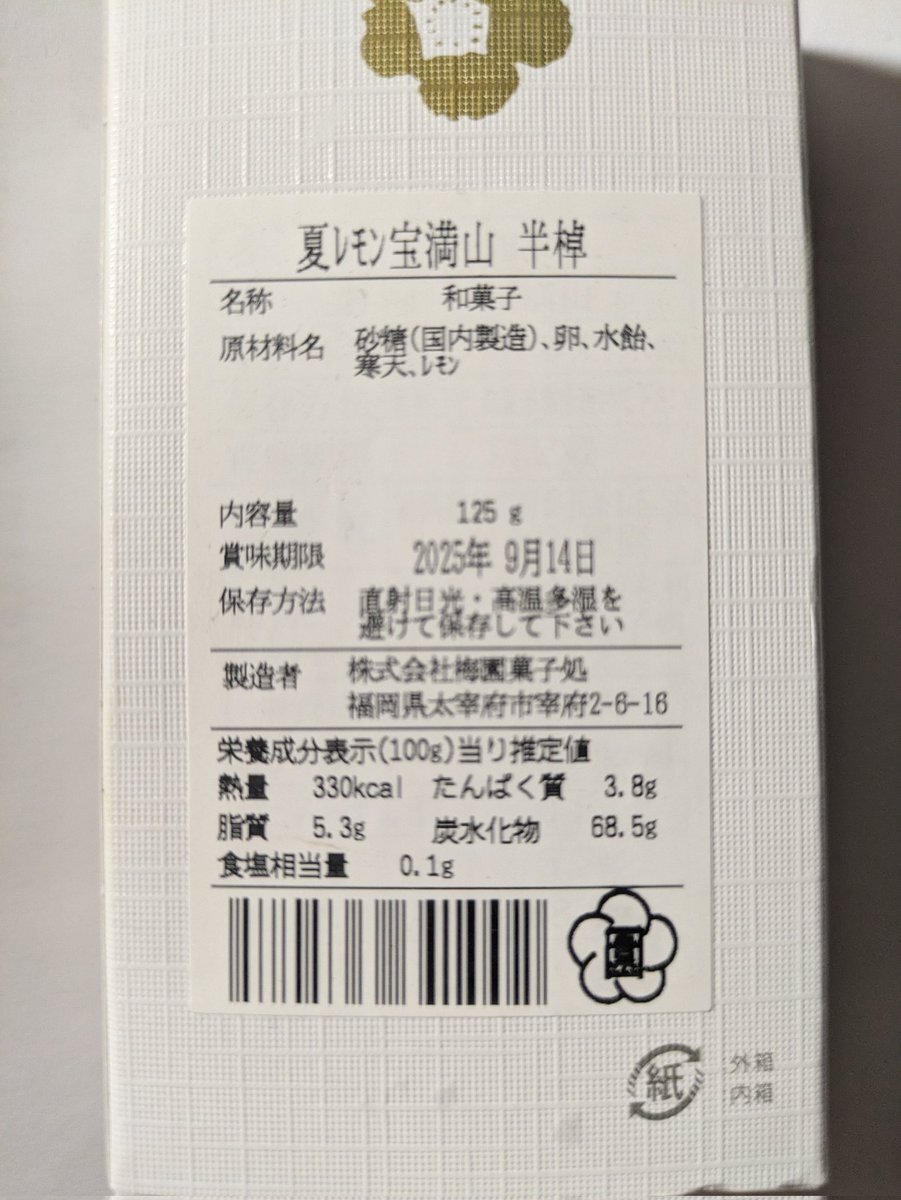 夏ﾚﾓﾝ宝満山 半棹
名称 和菓子
原材料名 砂糖(国内製造)、卵、水飴、
寒天、ﾚﾓﾝ
内容量 125 g
賞味期限 2025年 9月14日
保存方法 直射日光・高温多湿を
避けて保存して下さい
製造者 株式会社梅園菓子処
福岡県太宰府市宰府2-6-16
栄養成分表示(100g)当り推定値
熱量 330kcal たんぱく質 3.8g
脂質 5.3g 炭水化物 68.5g
食塩相当量 0.1g
紙 外箱
内箱